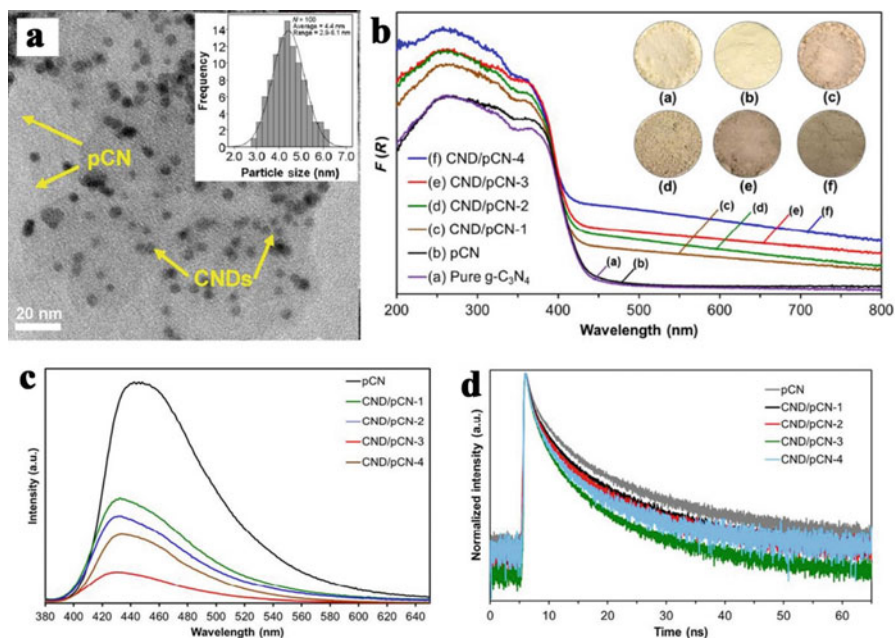 a
pCN
CNDs
20 nm
N = 100
Average = 4.4 nm
Range = 2.9-6.1 nm
Frequency
14
12
10
8
6
4
2
0
2.0 3.0 4.0 5.0 6.0 7.0
Particle size (nm)
b
F (R)
(a) (b) (c)
(d) (e) (f)
(f) CND/pCN-4
(e) CND/pCN-3
(d) CND/pCN-2
(c) CND/pCN-1
(b) pCN
(a) Pure g-C₃N₄
(c) (d) (e) (f)
(a) (b)
200 300 400 500 600 700 800
Wavelength (nm)
c
Intensity (a.u.)
pCN
CND/pCN-1
CND/pCN-2
CND/pCN-3
CND/pCN-4
380 400 420 440 460 480 500 520 540 560 580 600 620 640
Wavelength (nm)
d
Normalized intensity (a.u.)
pCN
CND/pCN-1
CND/pCN-2
CND/pCN-3
CND/pCN-4
0 10 20 30 40 50 60
Time (ns)